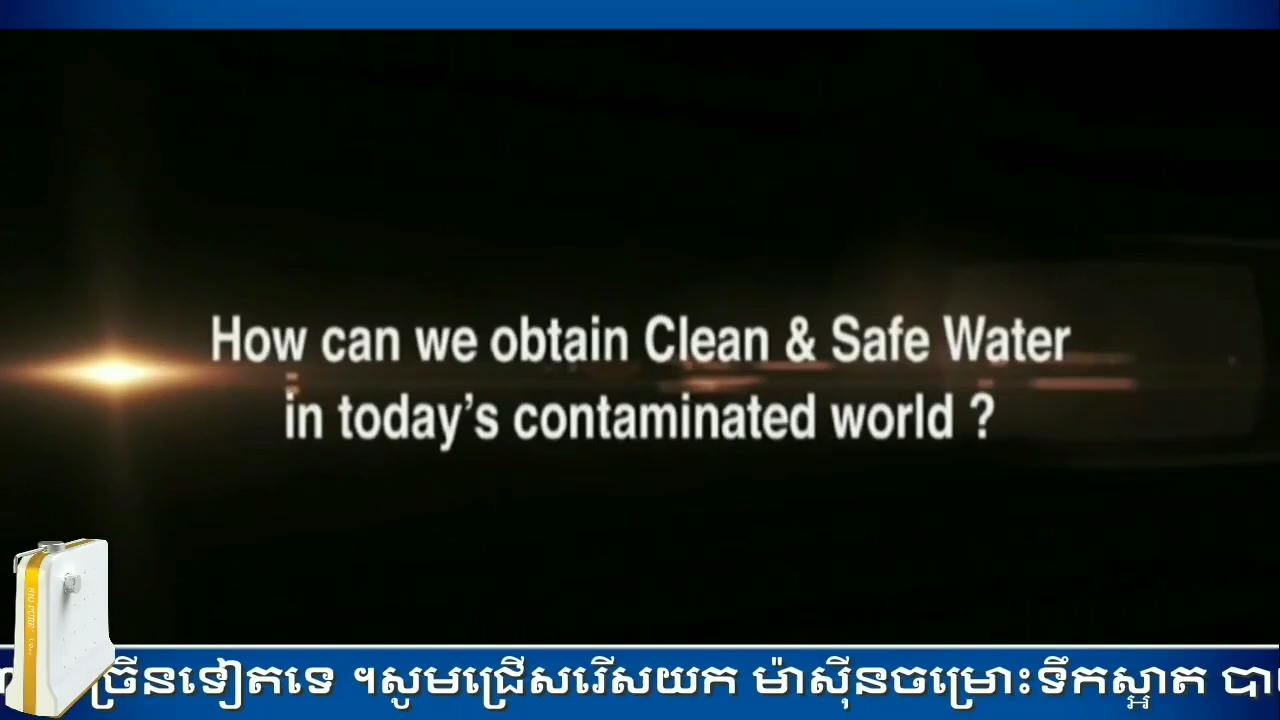 How can we obtain Clean & Safe Water
in today's contaminated world ?
ច្រើនទៀតទេ ។សូមជ្រើសរើសយក ម៉ាស៊ីនចម្រោះទឹកស្អាត